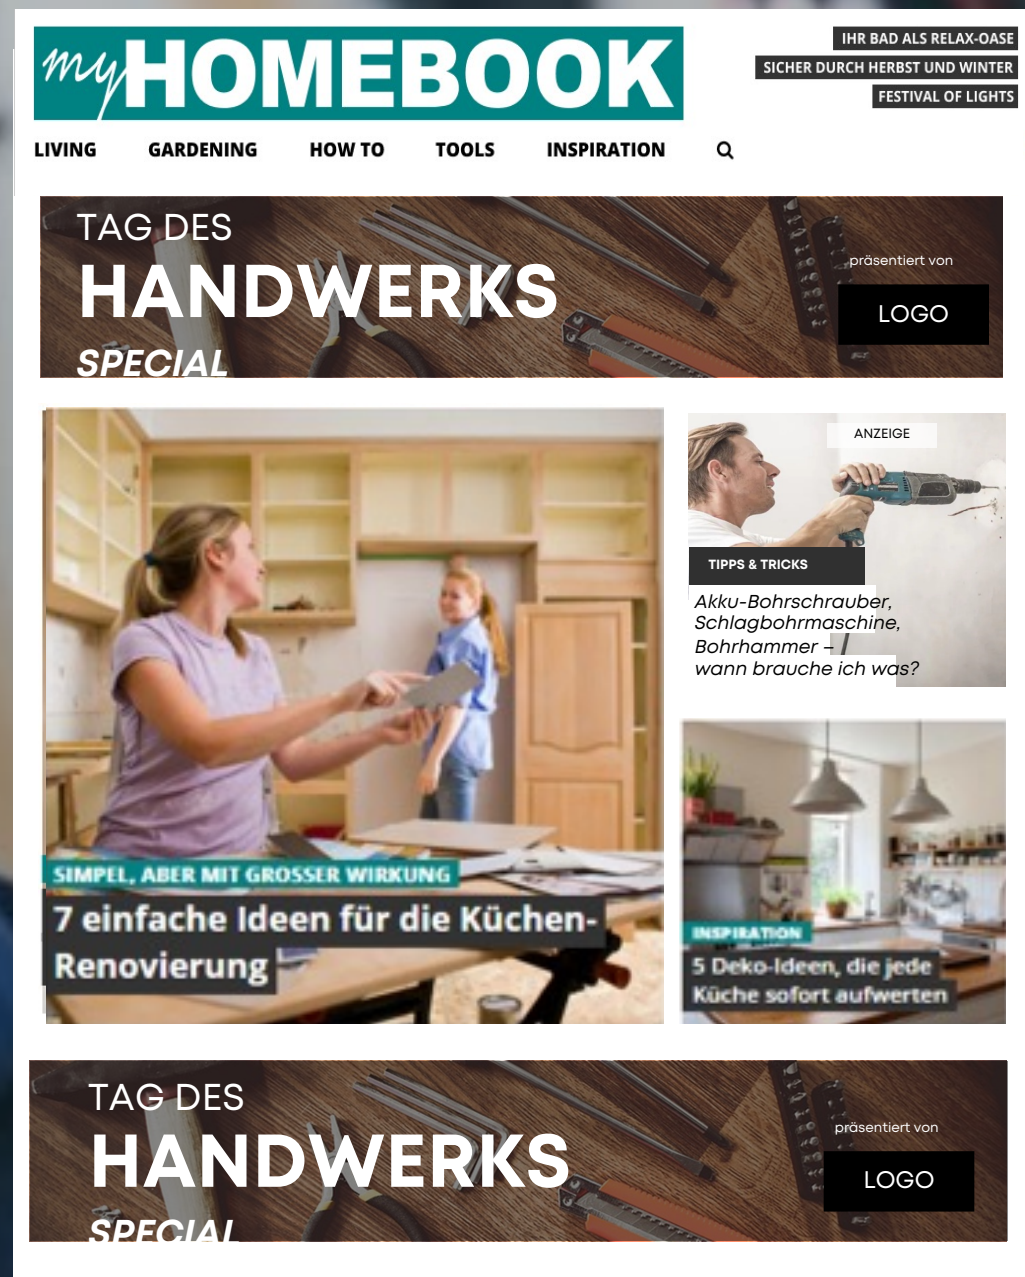 myHOMEBOOK
IHR BAD ALS RELAX-OASE
SICHER DURCH HERBST UND WINTER
FESTIVAL OF LIGHTS
LIVING GARDENING HOW TO TOOLS INSPIRATION
TAG DES
HANDWERKS
SPECIAL
präsentiert von
LOGO
SIMPEL, ABER MIT GROSSER WIRKUNG
7 einfache Ideen für die Küchen-
Renovierung
ANZEIGE
TIPPS & TRICKS
Akku-Bohrschrauber,
Schlagbohrmaschine,
Bohrhammer –
wann brauche ich was?
INSPIRATION
5 Deko-Ideen, die jede
Küche sofort aufwerten
TAG DES
HANDWERKS
SPECIAL
präsentiert von
LOGO